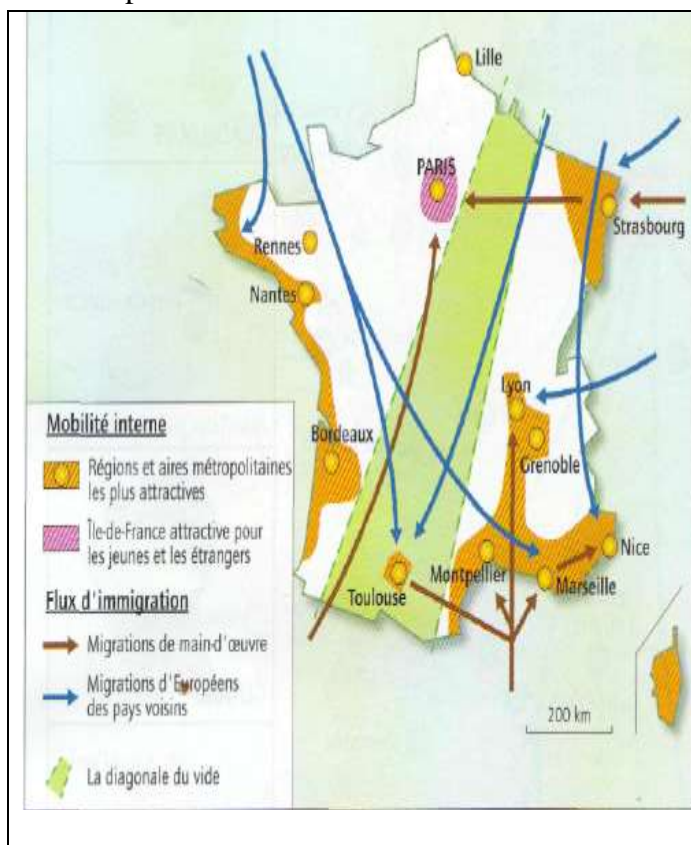 Lille
PARIS
Strasbourg
Rennes
Nantes
Lyon
Grenoble
Bordeaux
Nice
Montpellier
Marseille
Toulouse
200 km
Mobilité interne
Régions et aires métropolitaines
les plus attractives
Île-de-France attractive pour
les jeunes et les étrangers
Flux d'immigration
Migrations de main-d'œuvre
Migrations d'Européens
des pays voisins
La diagonale du vide